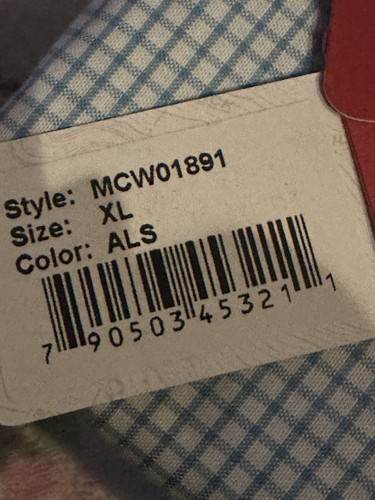 Style: MCW01891
Size: XL
Color: ALS
7 90503 45321 1